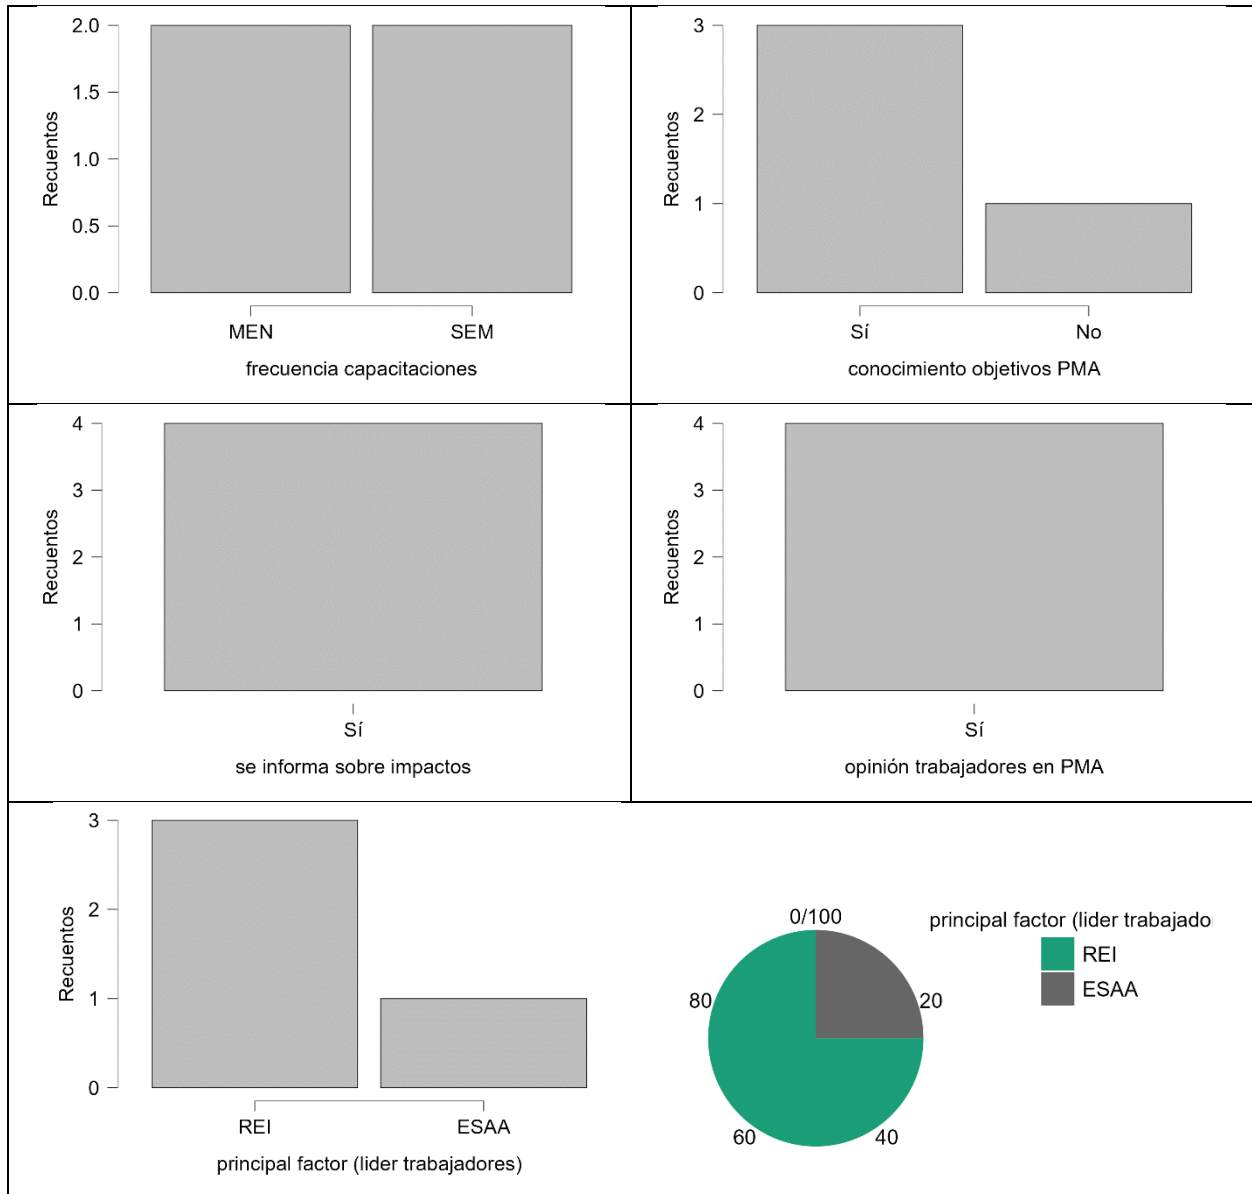 Recuentos
2.0
1.5
1.0
0.5
0.0
MEN SEM
frecuencia capacitaciones
Recuentos
3
2
1
0
Sí No
conocimiento objetivos PMA
Recuentos
4
3
2
1
0
Sí
se informa sobre impactos
Recuentos
4
3
2
1
0
Sí
opinión trabajadores en PMA
Recuentos
3
2
1
0
REI ESAA
principal factor (lider trabajadores)
0/100
20
40
60
80
principal factor (lider trabajado
REI
ESAA